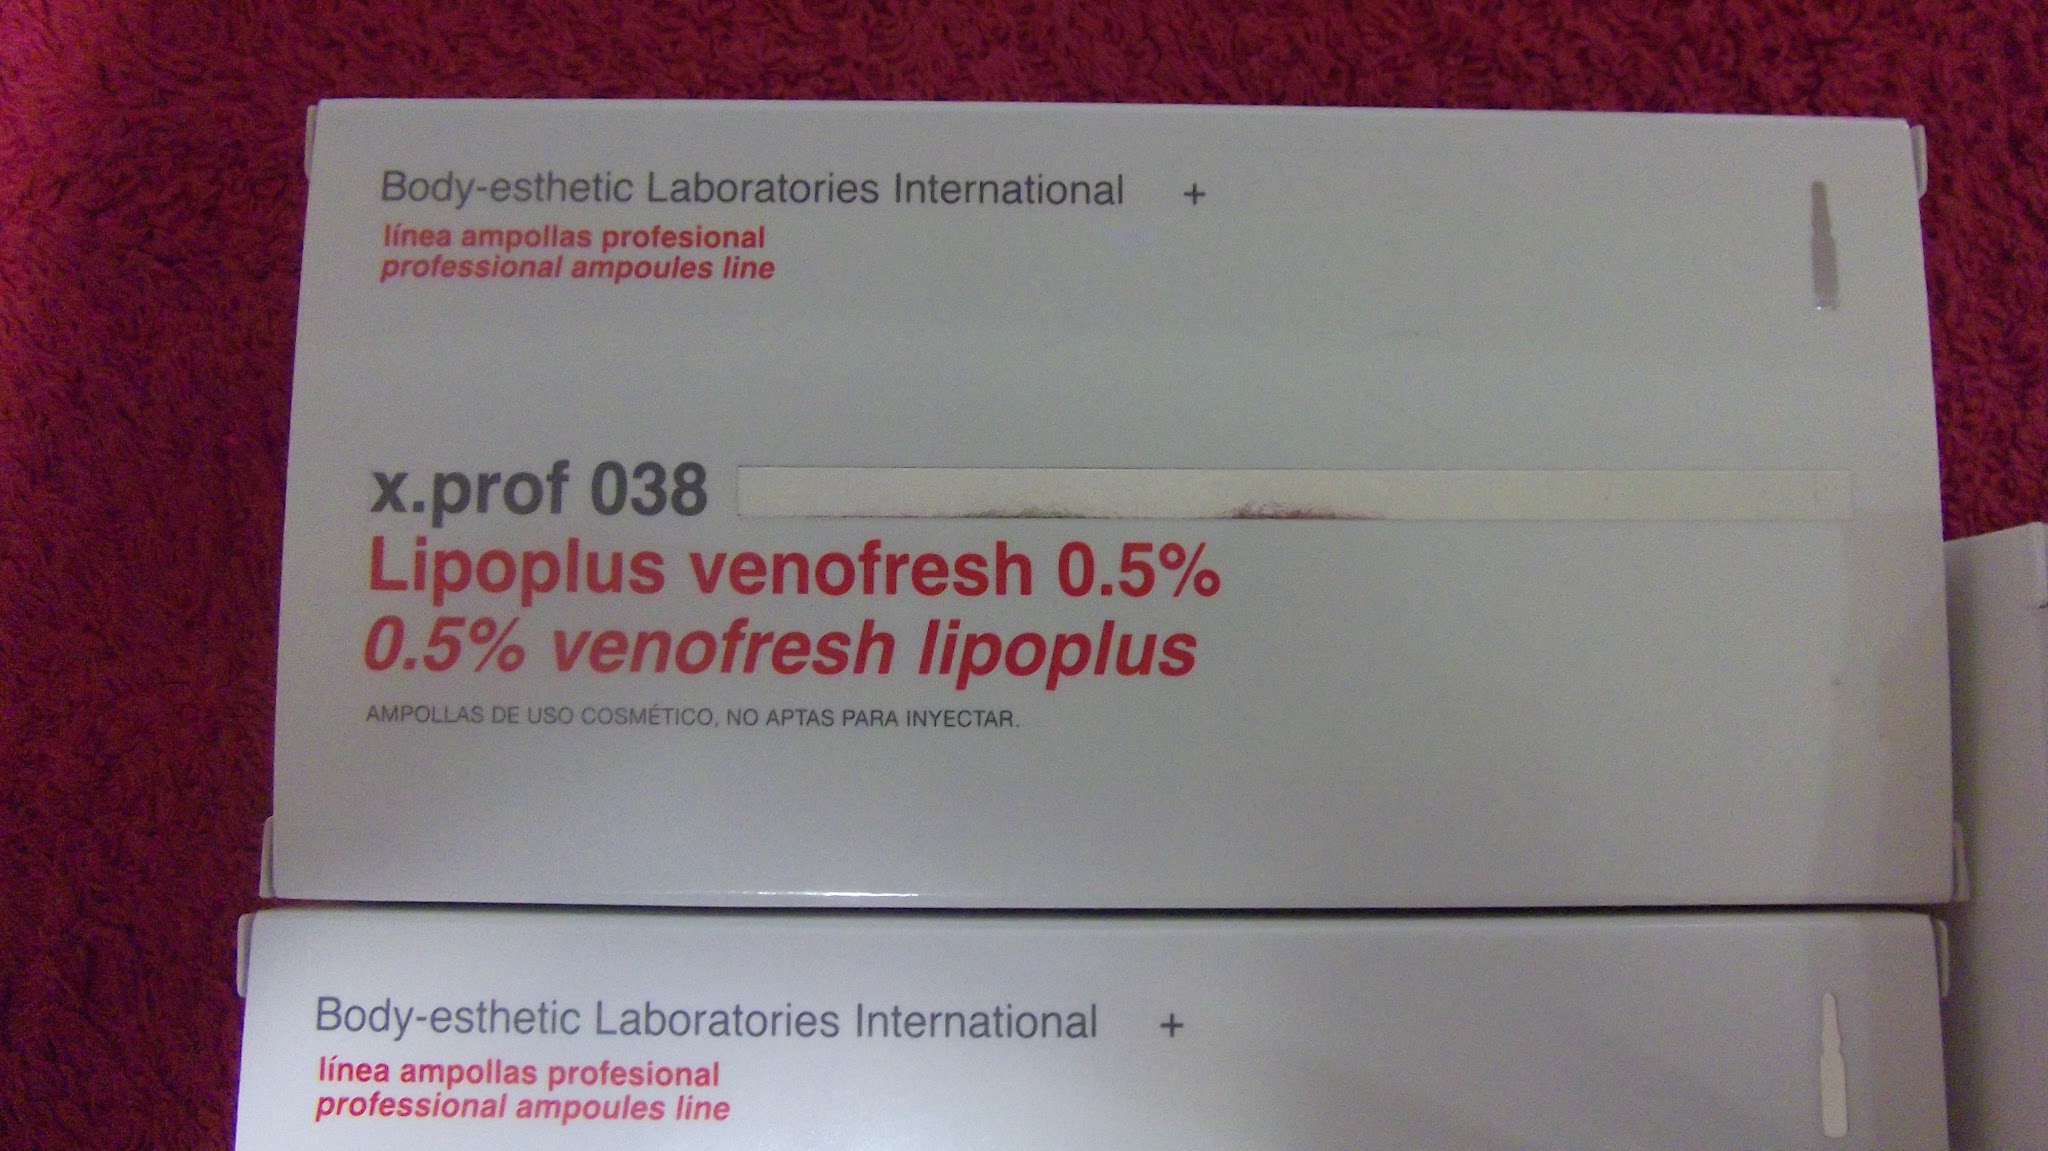 Body-esthetic Laboratories International +
línea ampollas profesional
professional ampoules line
x.prof 038
Lipoplus venofresh 0.5%
0.5% venofresh lipoplus
AMPOLLAS DE USO COSMÉTICO, NO APTAS PARA INYECTAR.
Body-esthetic Laboratories International +
línea ampollas profesional
professional ampoules line